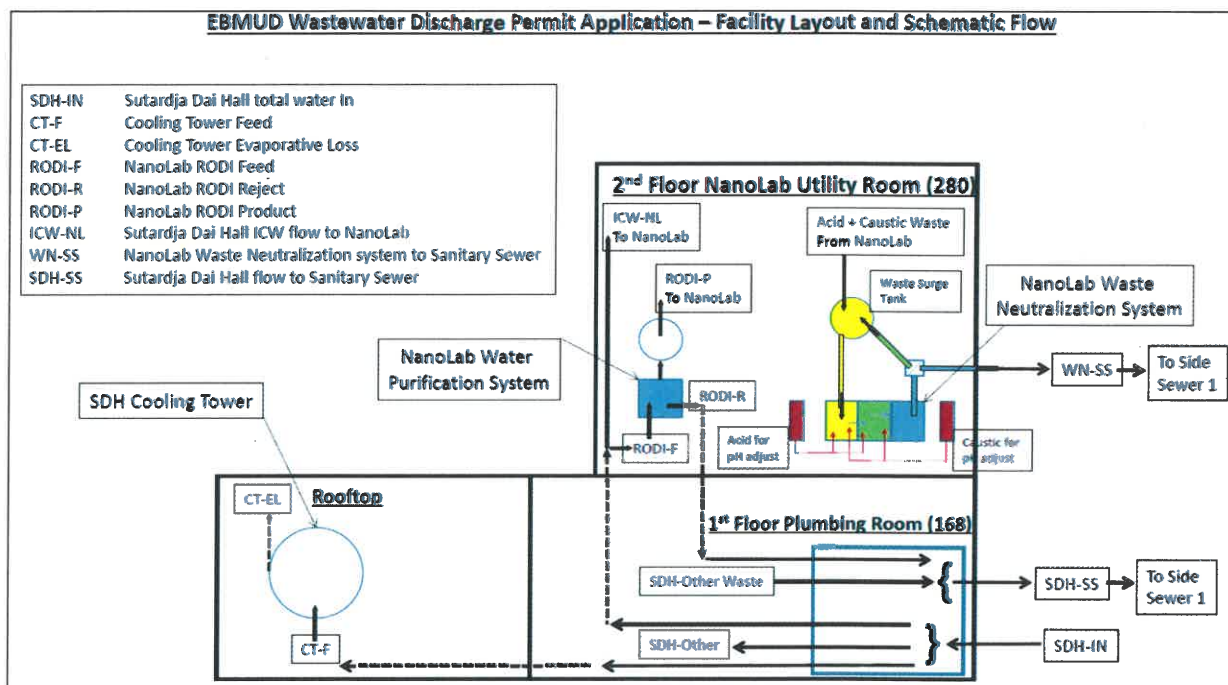 EBMUD Wastewater Discharge Permit Application – Facility Layout and Schematic Flow
SDH-IN Sutardja Dai Hall total water In
CT-F Cooling Tower Feed
CT-EL Cooling Tower Evaporative Loss
RODI-F NanoLab RODI Feed
RODI-R NanoLab RODI Reject
RODI-P NanoLab RODI Product
ICW-NL Sutardja Dai Hall ICW flow to NanoLab
WN-SS NanoLab Waste Neutralization system to Sanitary Sewer
SDH-SS Sutardja Dai Hall flow to Sanitary Sewer
2nd Floor NanoLab Utility Room (280)
ICW-NL
To NanoLab
Acid + Caustic Waste
From NanoLab
RODI-P
To NanoLab
Waste Surge
Tank
NanoLab Waste
Neutralization System
NanoLab Water
Purification System
WN-SS
To Side
Sewer 1
SDH Cooling Tower
RODI-R
RODI-F
Acid for
pH adjust
Caustic for
pH adjust
CT-EL
Rooftop
1st Floor Plumbing Room (168)
SDH-Other Waste
{
SDH-SS
To Side
Sewer 1
CT-F
SDH-Other
}
SDH-IN